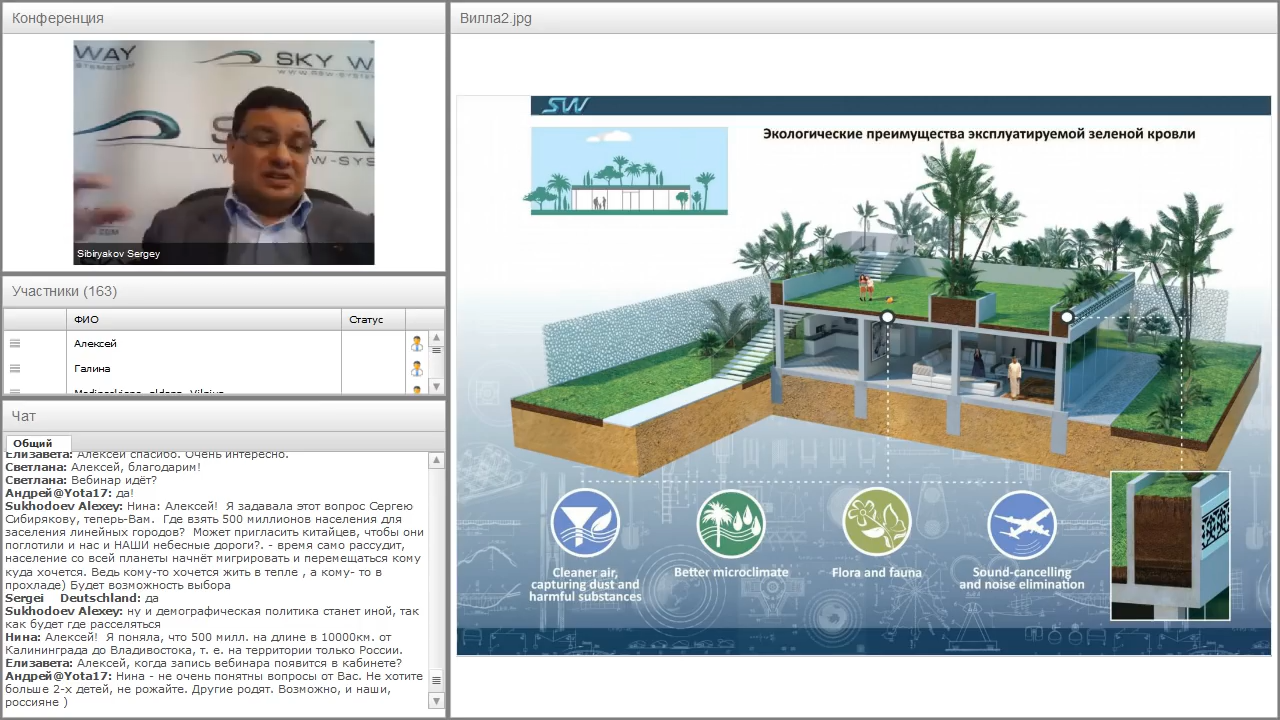 Конференция
WAY
STEMS.COM
SKY W
WWW.RSW-SYSTE
S
W-SYS
.COM
Sibiryakov Sergey
Участники (163)
ФИО
Статус
Алексей
Галина
Чат
Общий
Елизавета: Алексей спасибо. Очень интересно.
Светлана: Алексей, благодарим!
Светлана: Вебинар идёт?
Андрей@Yota17: да!
Sukhodoev Alexey: Нина: Алексей!  Я задавала этот вопрос Сергею
Сибирякову, теперь-Вам.  Где взять 500 миллионов населения для
заселения линейных городов?  Может пригласить китайцев, чтобы они
поглотили и нас и НАШИ небесные дороги?. - время само рассудит,
население со всей планеты начнёт мигрировать и перемещаться кому
куда хочется. Ведь кому-то хочется жить в тепле , а кому- то в
прохладе) Будет возможность выбора
Sergei Deutschland: да
Sukhodoev Alexey: ну и демографическая политика станет иной, так
как будет где расселяться
Нина: Алексей!  Я поняла, что 500 милл. на длине в 10000км. от
Калининграда до Владивостока, т. е. на территории только России.
Елизавета: Алексей, когда запись вебинара появится в кабинете?
Андрей@Yota17: Нина - не очень понятны вопросы от Вас. Не хотите
больше 2-х детей, не рожайте. Другие родят. Возможно, и наши,
россияне )
Вилла2.jpg
SW
Экологические преимущества эксплуатируемой зеленой кровли
Cleaner air,
capturing dust and
harmful substances
Better microclimate
Flora and fauna
Sound-cancelling
and noise elimination